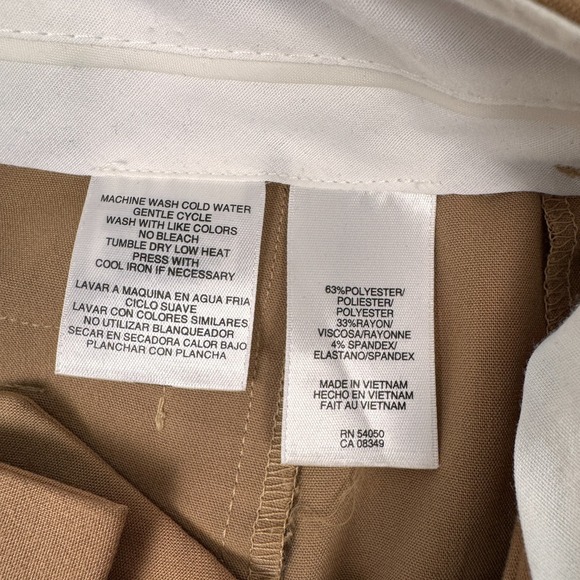 MACHINE WASH COLD WATER
GENTLE CYCLE
WASH WITH LIKE COLORS
NO BLEACH
TUMBLE DRY LOW HEAT
PRESS WITH
COOL IRON IF NECESSARY
LAVAR A MAQUINA EN AGUA FRIA
CICLO SUAVE
LAVAR CON COLORES SIMILARES
NO UTILIZAR BLANQUEADOR
SECAR EN SECADORA CALOR BAJO
PLANCHAR CON PLANCHA
63%POLYESTER/
POLIESTER/
POLYESTER
33%RAYON/
VISCOSA/RAYONNE
4% SPANDEX/
ELASTANO/SPANDEX
MADE IN VIETNAM
HECHO EN VIETNAM
FAIT AU VIETNAM
RN 54050
CA 08349